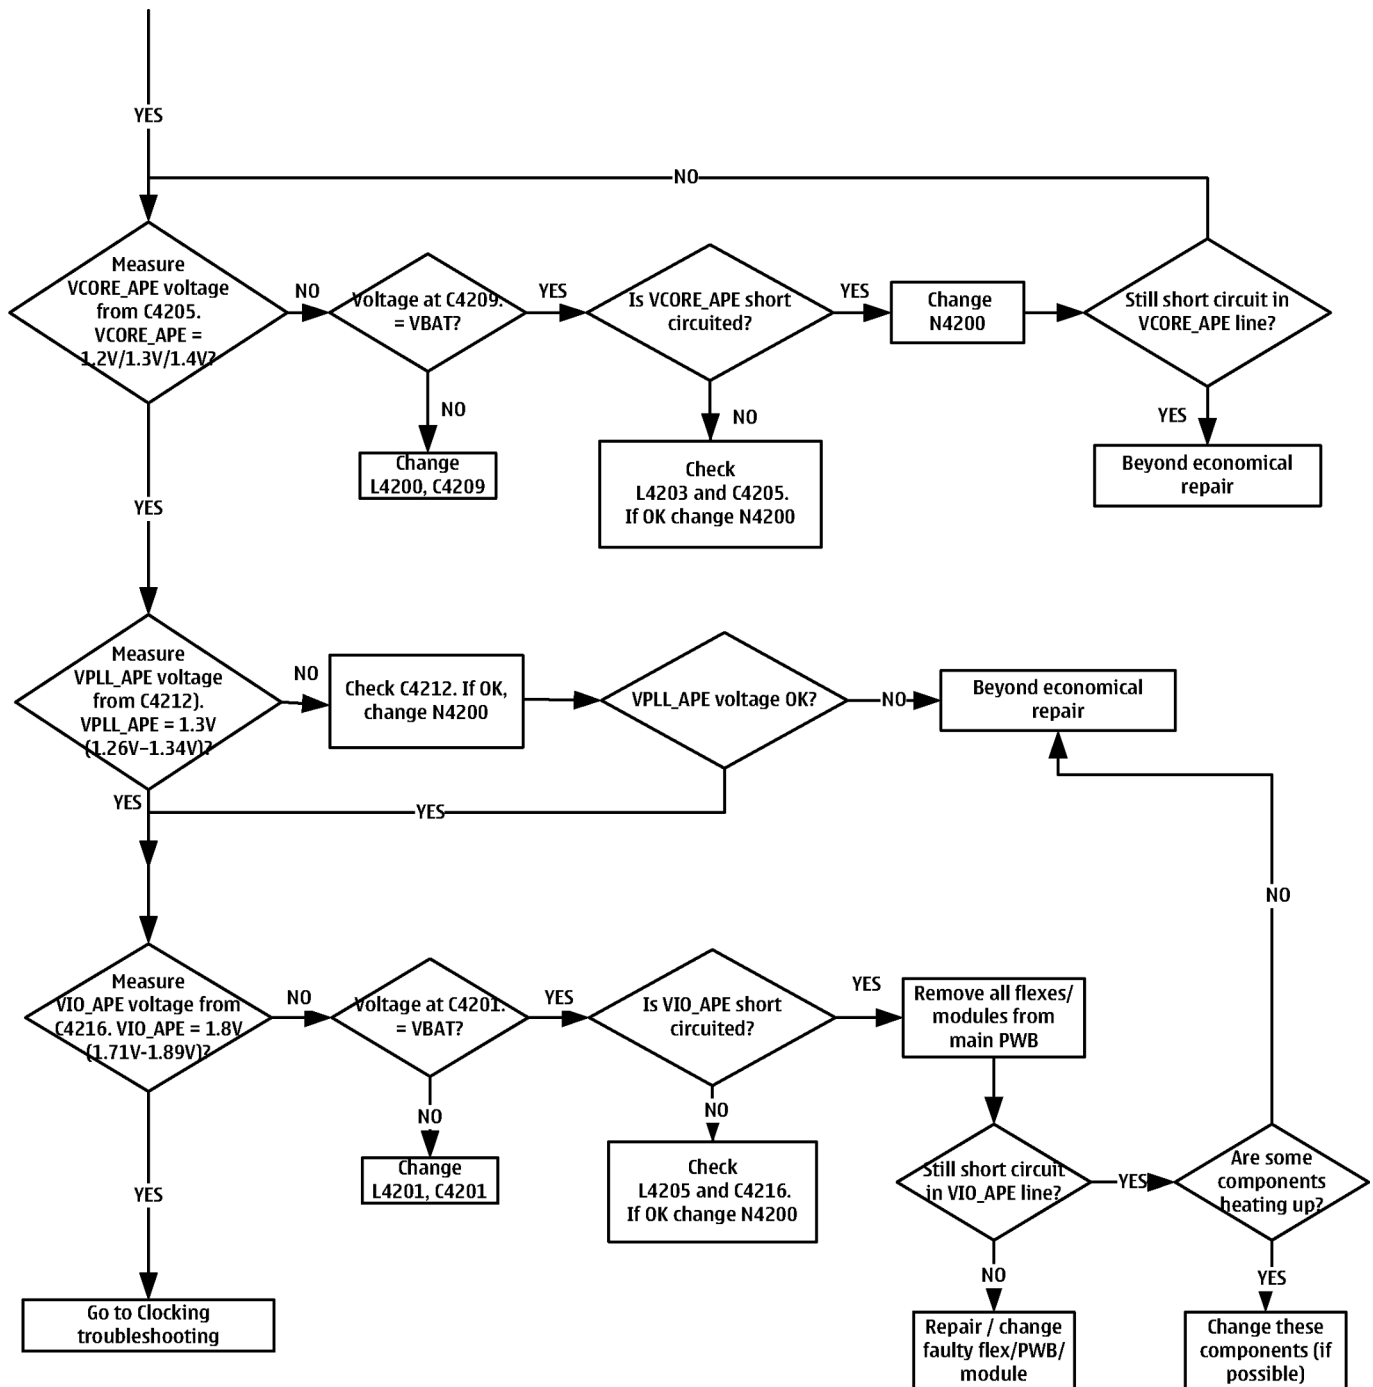 YES
NO
Measure
VCORE_APE voltage
from C4205.
VCORE_APE =
1.2V/1.3V/1.4V?
NO
Voltage at C4209.
= VBAT?
YES
Is VCORE_APE short
circuited?
YES
Change
N4200
Still short circuit in
VCORE_APE line?
NO
Change
L4200, C4209
NO
Check
L4203 and C4205.
If OK change N4200
YES
Beyond economical
repair
YES
Measure
VPLL_APE voltage
from C4212).
VPLL_APE = 1.3V
(1.26V-1.34V)?
NO
Check C4212. If OK,
change N4200
VPLL_APE voltage OK?
NO
Beyond economical
repair
YES
YES
NO
Measure
VIO_APE voltage from
C4216. VIO_APE = 1.8V
(1.71V-1.89V)?
NO
Voltage at C4201.
= VBAT?
YES
Is VIO_APE short
circuited?
YES
Remove all flexes/
modules from
main PWB
NO
Change
L4201, C4201
NO
Check
L4205 and C4216.
If OK change N4200
Still short circuit
in VIO_APE line?
YES
Are some
components
heating up?
YES
Go to Clocking
troubleshooting
NO
Repair / change
faulty flex/PWB/
module
YES
Change these
components (if
possible)